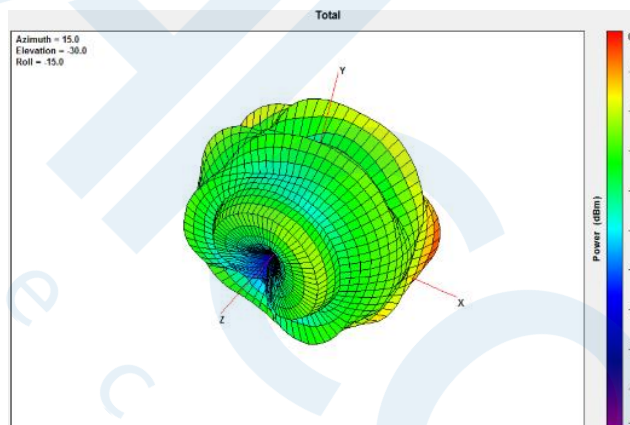 Total
Azimuth = 15.0
Elevation = -30.0
Roll = -15.0
Y
X
Z
Power (dBm)
e
c